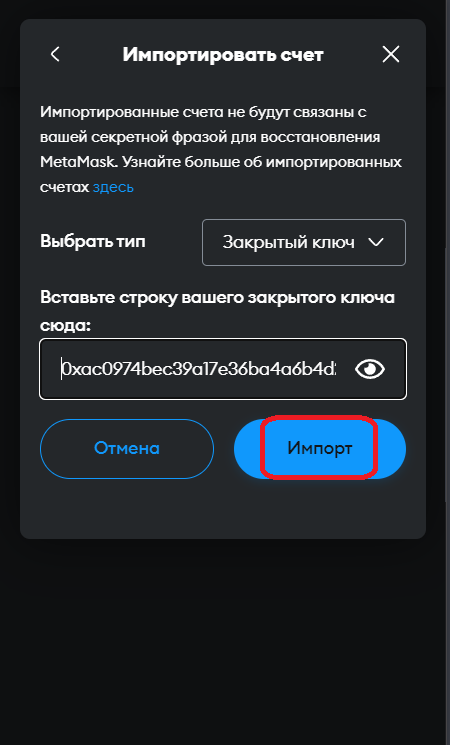 Импортировать счет
Импортированные счета не будут связаны с
вашей секретной фразой для восстановления
MetaMask. Узнайте больше об импортированных
счетах здесь
Выбрать тип
Закрытый ключ
Вставьте строку вашего закрытого ключа
сюда:
0xac0974bec39a17e36ba4a6b4d
Отмена
Импорт